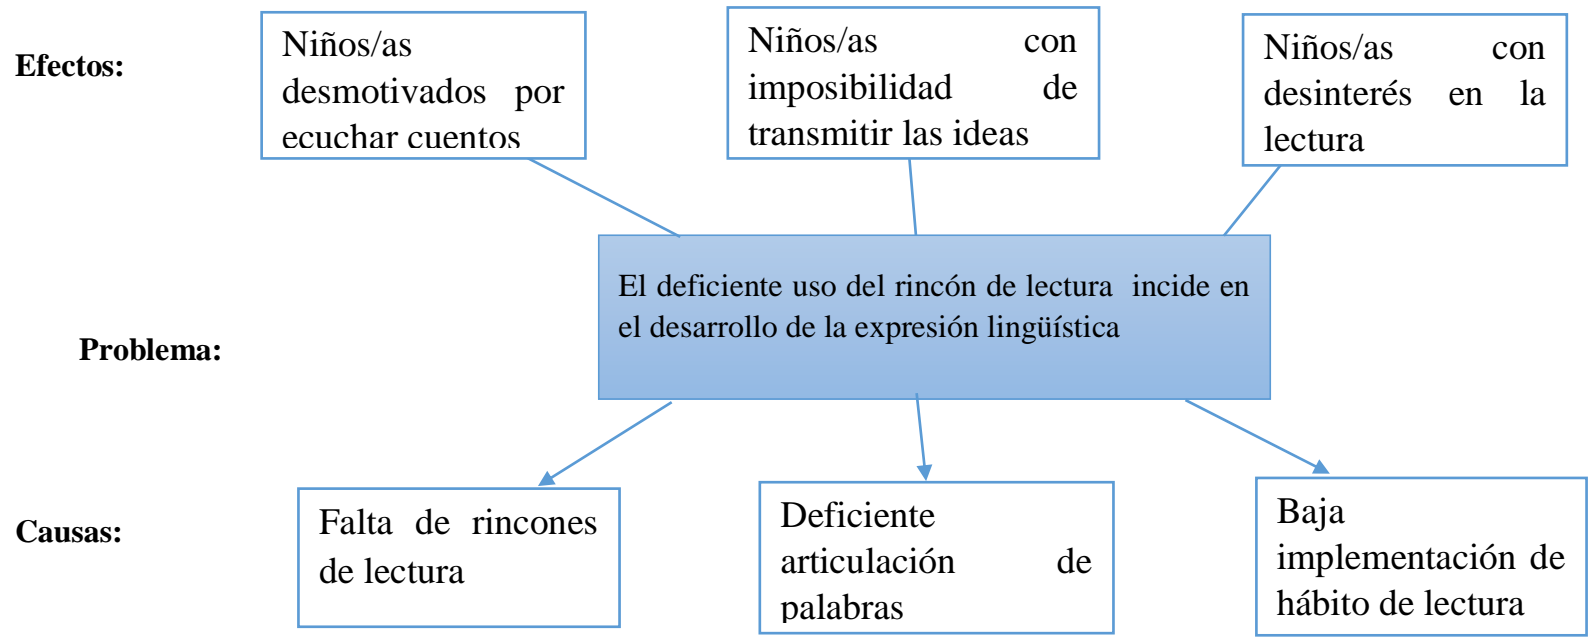 Efectos:
Niños/as
desmotivados por
ecuchar cuentos
Niños/as con
imposibilidad de
transmitir las ideas
Niños/as con
desinterés en la
lectura
Problema:
El deficiente uso del rincón de lectura incide en
el desarrollo de la expresión lingüística
Causas:
Falta de rincones
de lectura
Deficiente
articulación de
palabras
Baja
implementación de
hábito de lectura